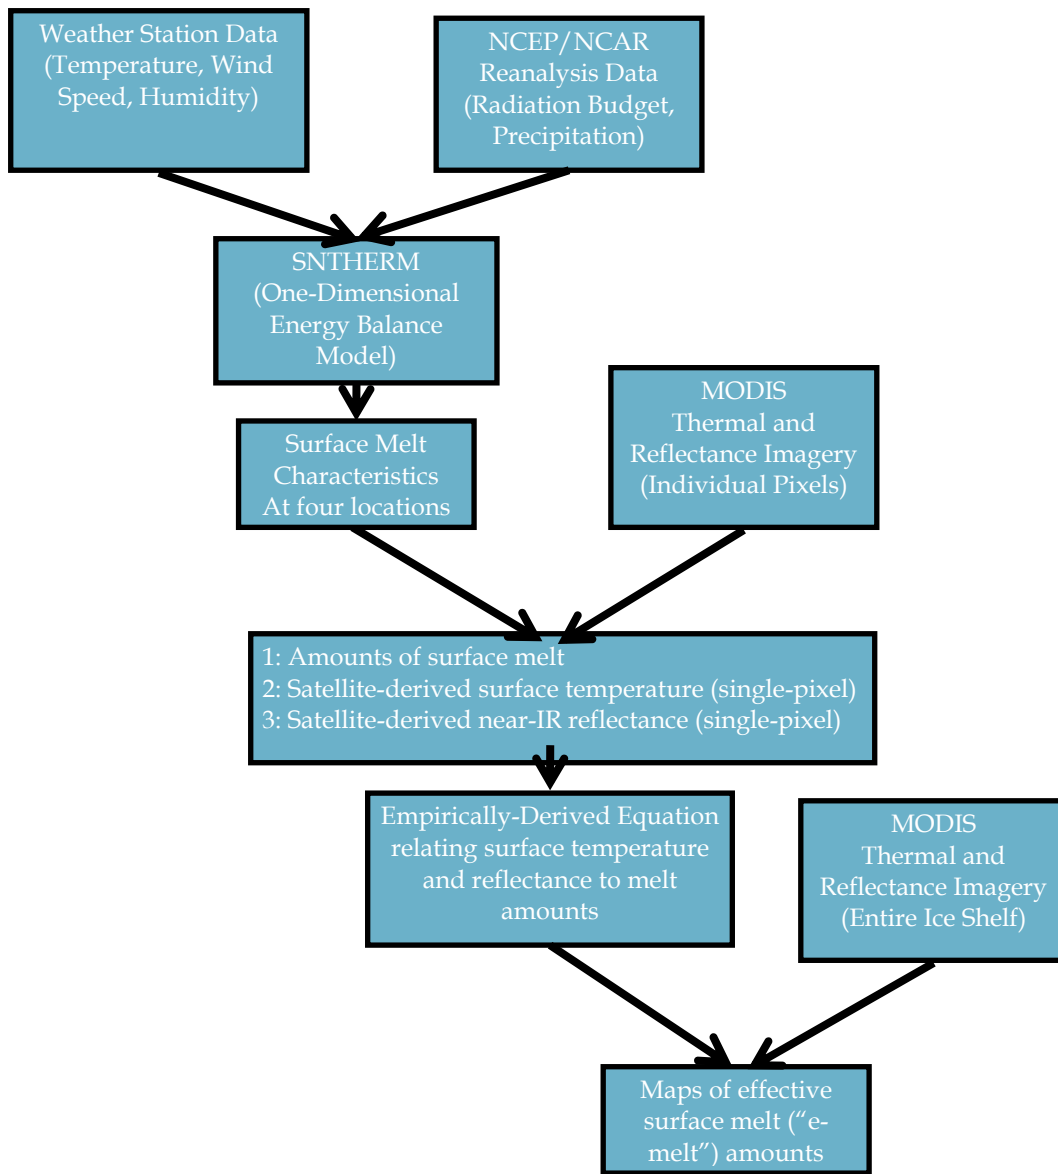 Weather Station Data
(Temperature, Wind
Speed, Humidity)
NCEP/NCAR
Reanalysis Data
(Radiation Budget,
Precipitation)
SNTHERM
(One-Dimensional
Energy Balance
Model)
Surface Melt
Characteristics
At four locations
MODIS
Thermal and
Reflectance Imagery
(Individual Pixels)
1: Amounts of surface melt
2: Satellite-derived surface temperature (single-pixel)
3: Satellite-derived near-IR reflectance (single-pixel)
Empirically-Derived Equation
relating surface temperature
and reflectance to melt
amounts
MODIS
Thermal and
Reflectance Imagery
(Entire Ice Shelf)
Maps of effective
surface melt (“e-
melt”) amounts